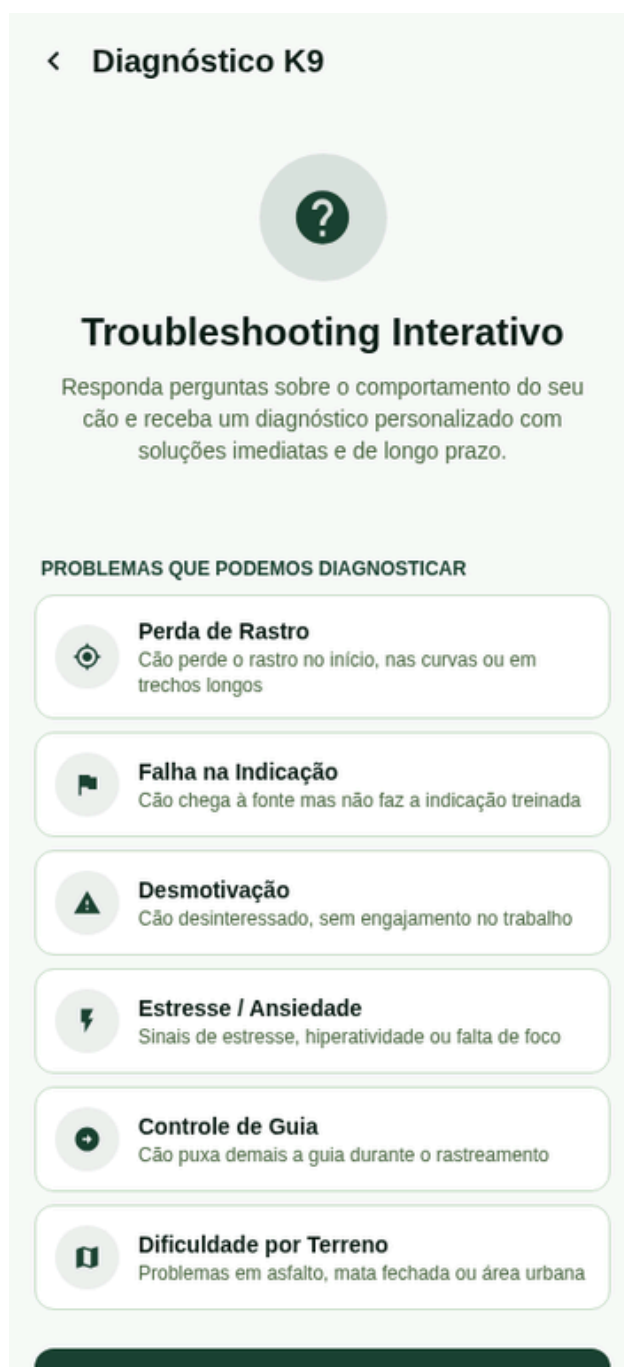 Diagnóstico K9
Troubleshooting Interativo
Responda perguntas sobre o comportamento do seu
cão e receba um diagnóstico personalizado com
soluções imediatas e de longo prazo.
PROBLEMAS QUE PODEMOS DIAGNOSTICAR
Perda de Rastro
Cão perde o rastro no início, nas curvas ou em
trechos longos
Falha na Indicação
Cão chega à fonte mas não faz a indicação treinada
Desmotivação
Cão desinteressado, sem engajamento no trabalho
Estresse / Ansiedade
Sinais de estresse, hiperatividade ou falta de foco
Controle de Guia
Cão puxa demais a guia durante o rastreamento
Dificuldade por Terreno
Problemas em asfalto, mata fechada ou área urbana